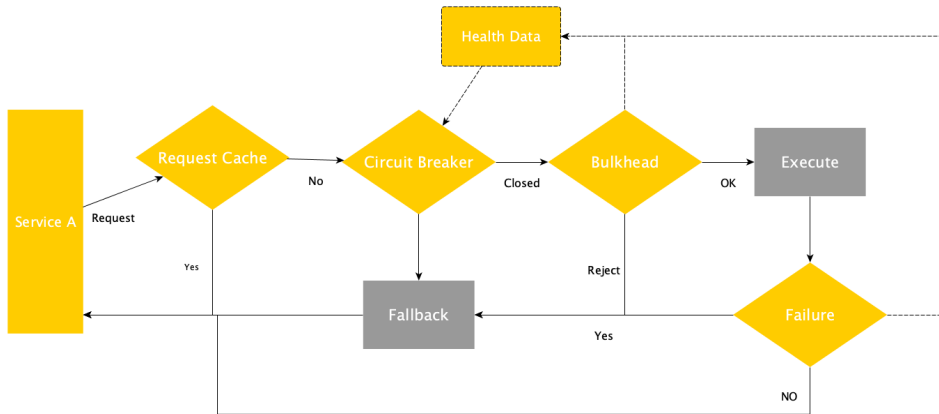 Health Data
Request Cache
Circuit Breaker
Bulkhead
Execute
No
Closed
OK
Service A
Request
Yes
Reject
Fallback
Failure
Yes
NO